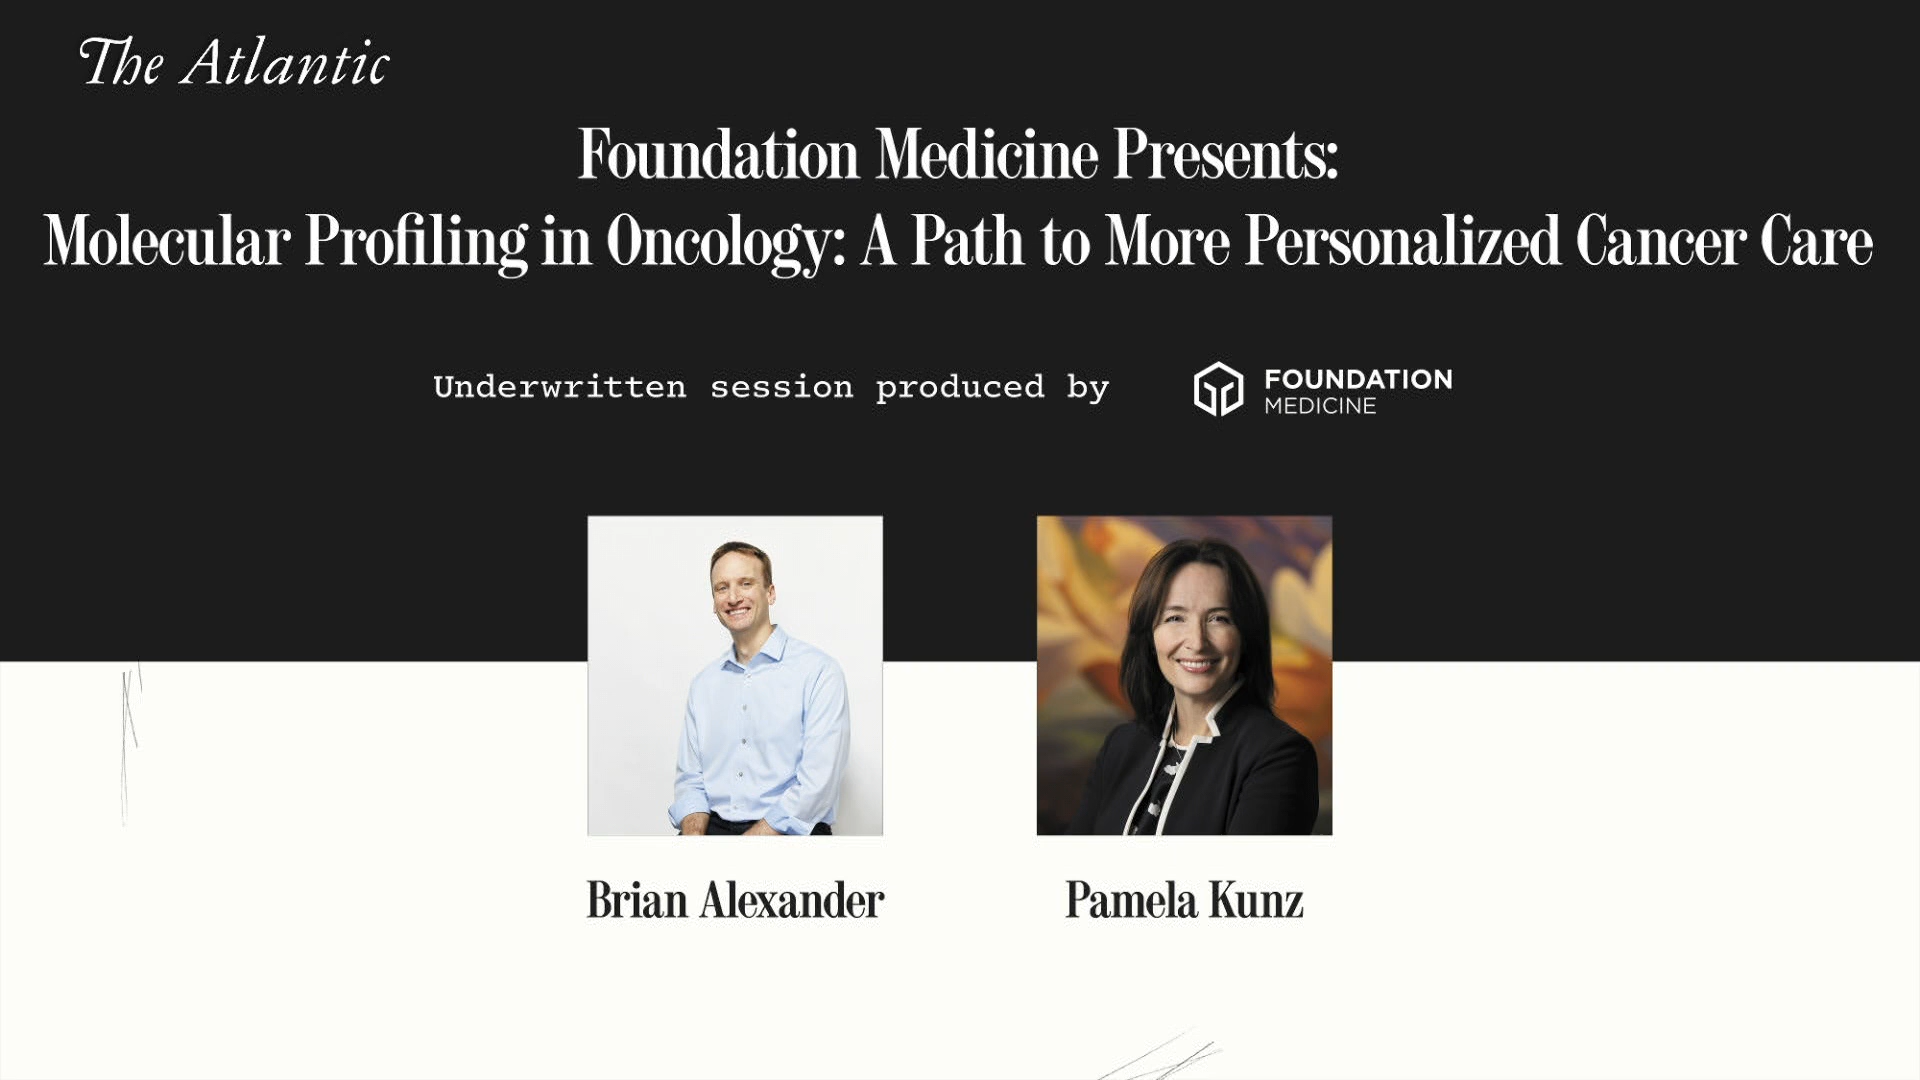 The Atlantic
Foundation Medicine Presents:
Molecular Profiling in Oncology: A Path to More Personalized Cancer Care
Underwritten session produced by
FOUNDATION
MEDICINE
Brian Alexander
Pamela Kunz